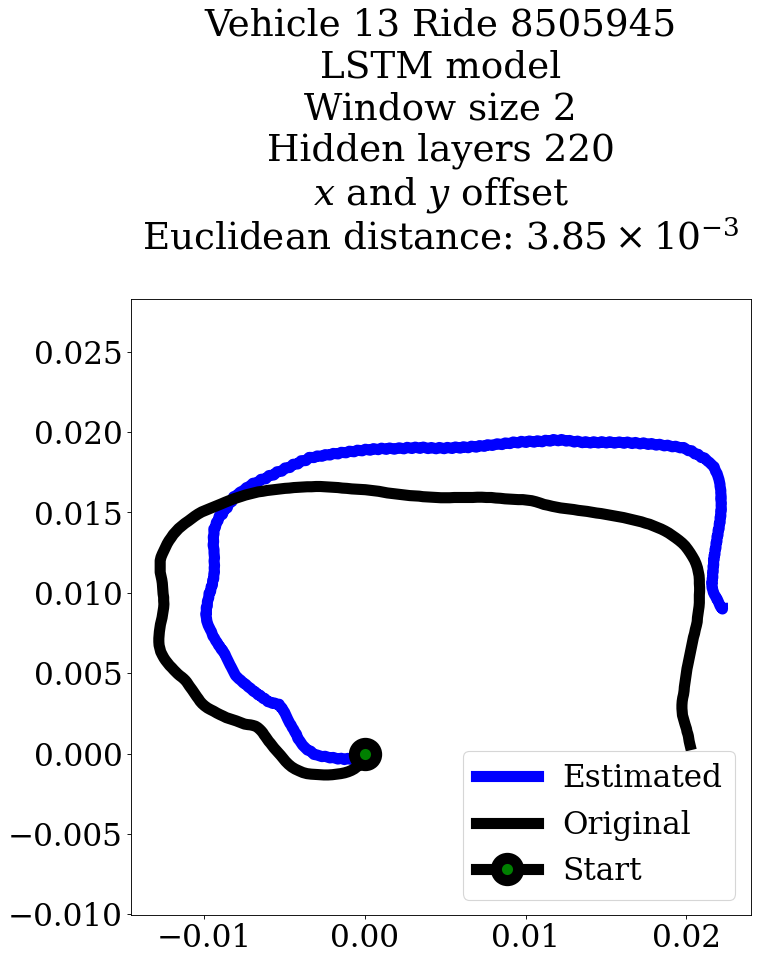 Vehicle 13 Ride 8505945
LSTM model
Window size 2
Hidden layers 220
x and y offset
Euclidean distance: 3.85 × 10⁻³
0.025
0.020
0.015
0.010
0.005
0.000
−0.005
−0.010
−0.01 0.00 0.01 0.02
Estimated
Original
Start